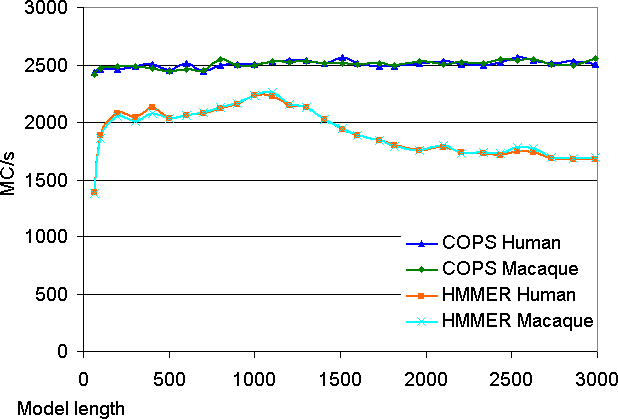 3000
2500
2000
1500
1000
500
0
MC/s
COPS Human
COPS Macaque
HMMER Human
HMMER Macaque
0 500 1000 1500 2000 2500 3000
Model length